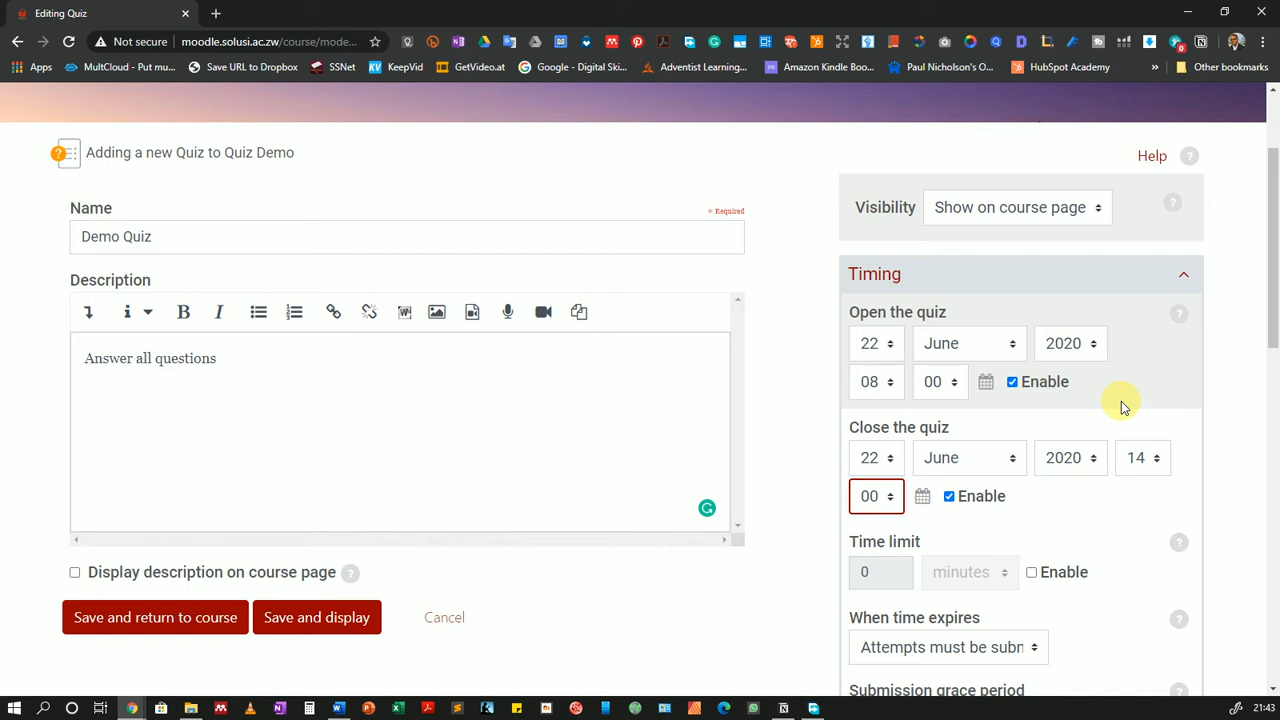 Editing Quiz
Not secure moodle.solusi.ac.zw/course/mode...
Apps MultCloud - Put mu... Save URL to Dropbox SSNet KeepVid GetVideo.at Google - Digital Ski... Adventist Learning... Amazon Kindle Boo... Paul Nicholson's O... HubSpot Academy » Other bookmarks
Adding a new Quiz to Quiz Demo
Help
Name
Required
Demo Quiz
Description
Answer all questions
Display description on course page
Save and return to course Save and display Cancel
Visibility Show on course page
Timing
Open the quiz
22 June 2020
08 00 Enable
Close the quiz
22 June 2020 14
00 Enable
Time limit
0 minutes Enable
When time expires
Attempts must be subn
Submission grace period
21:43